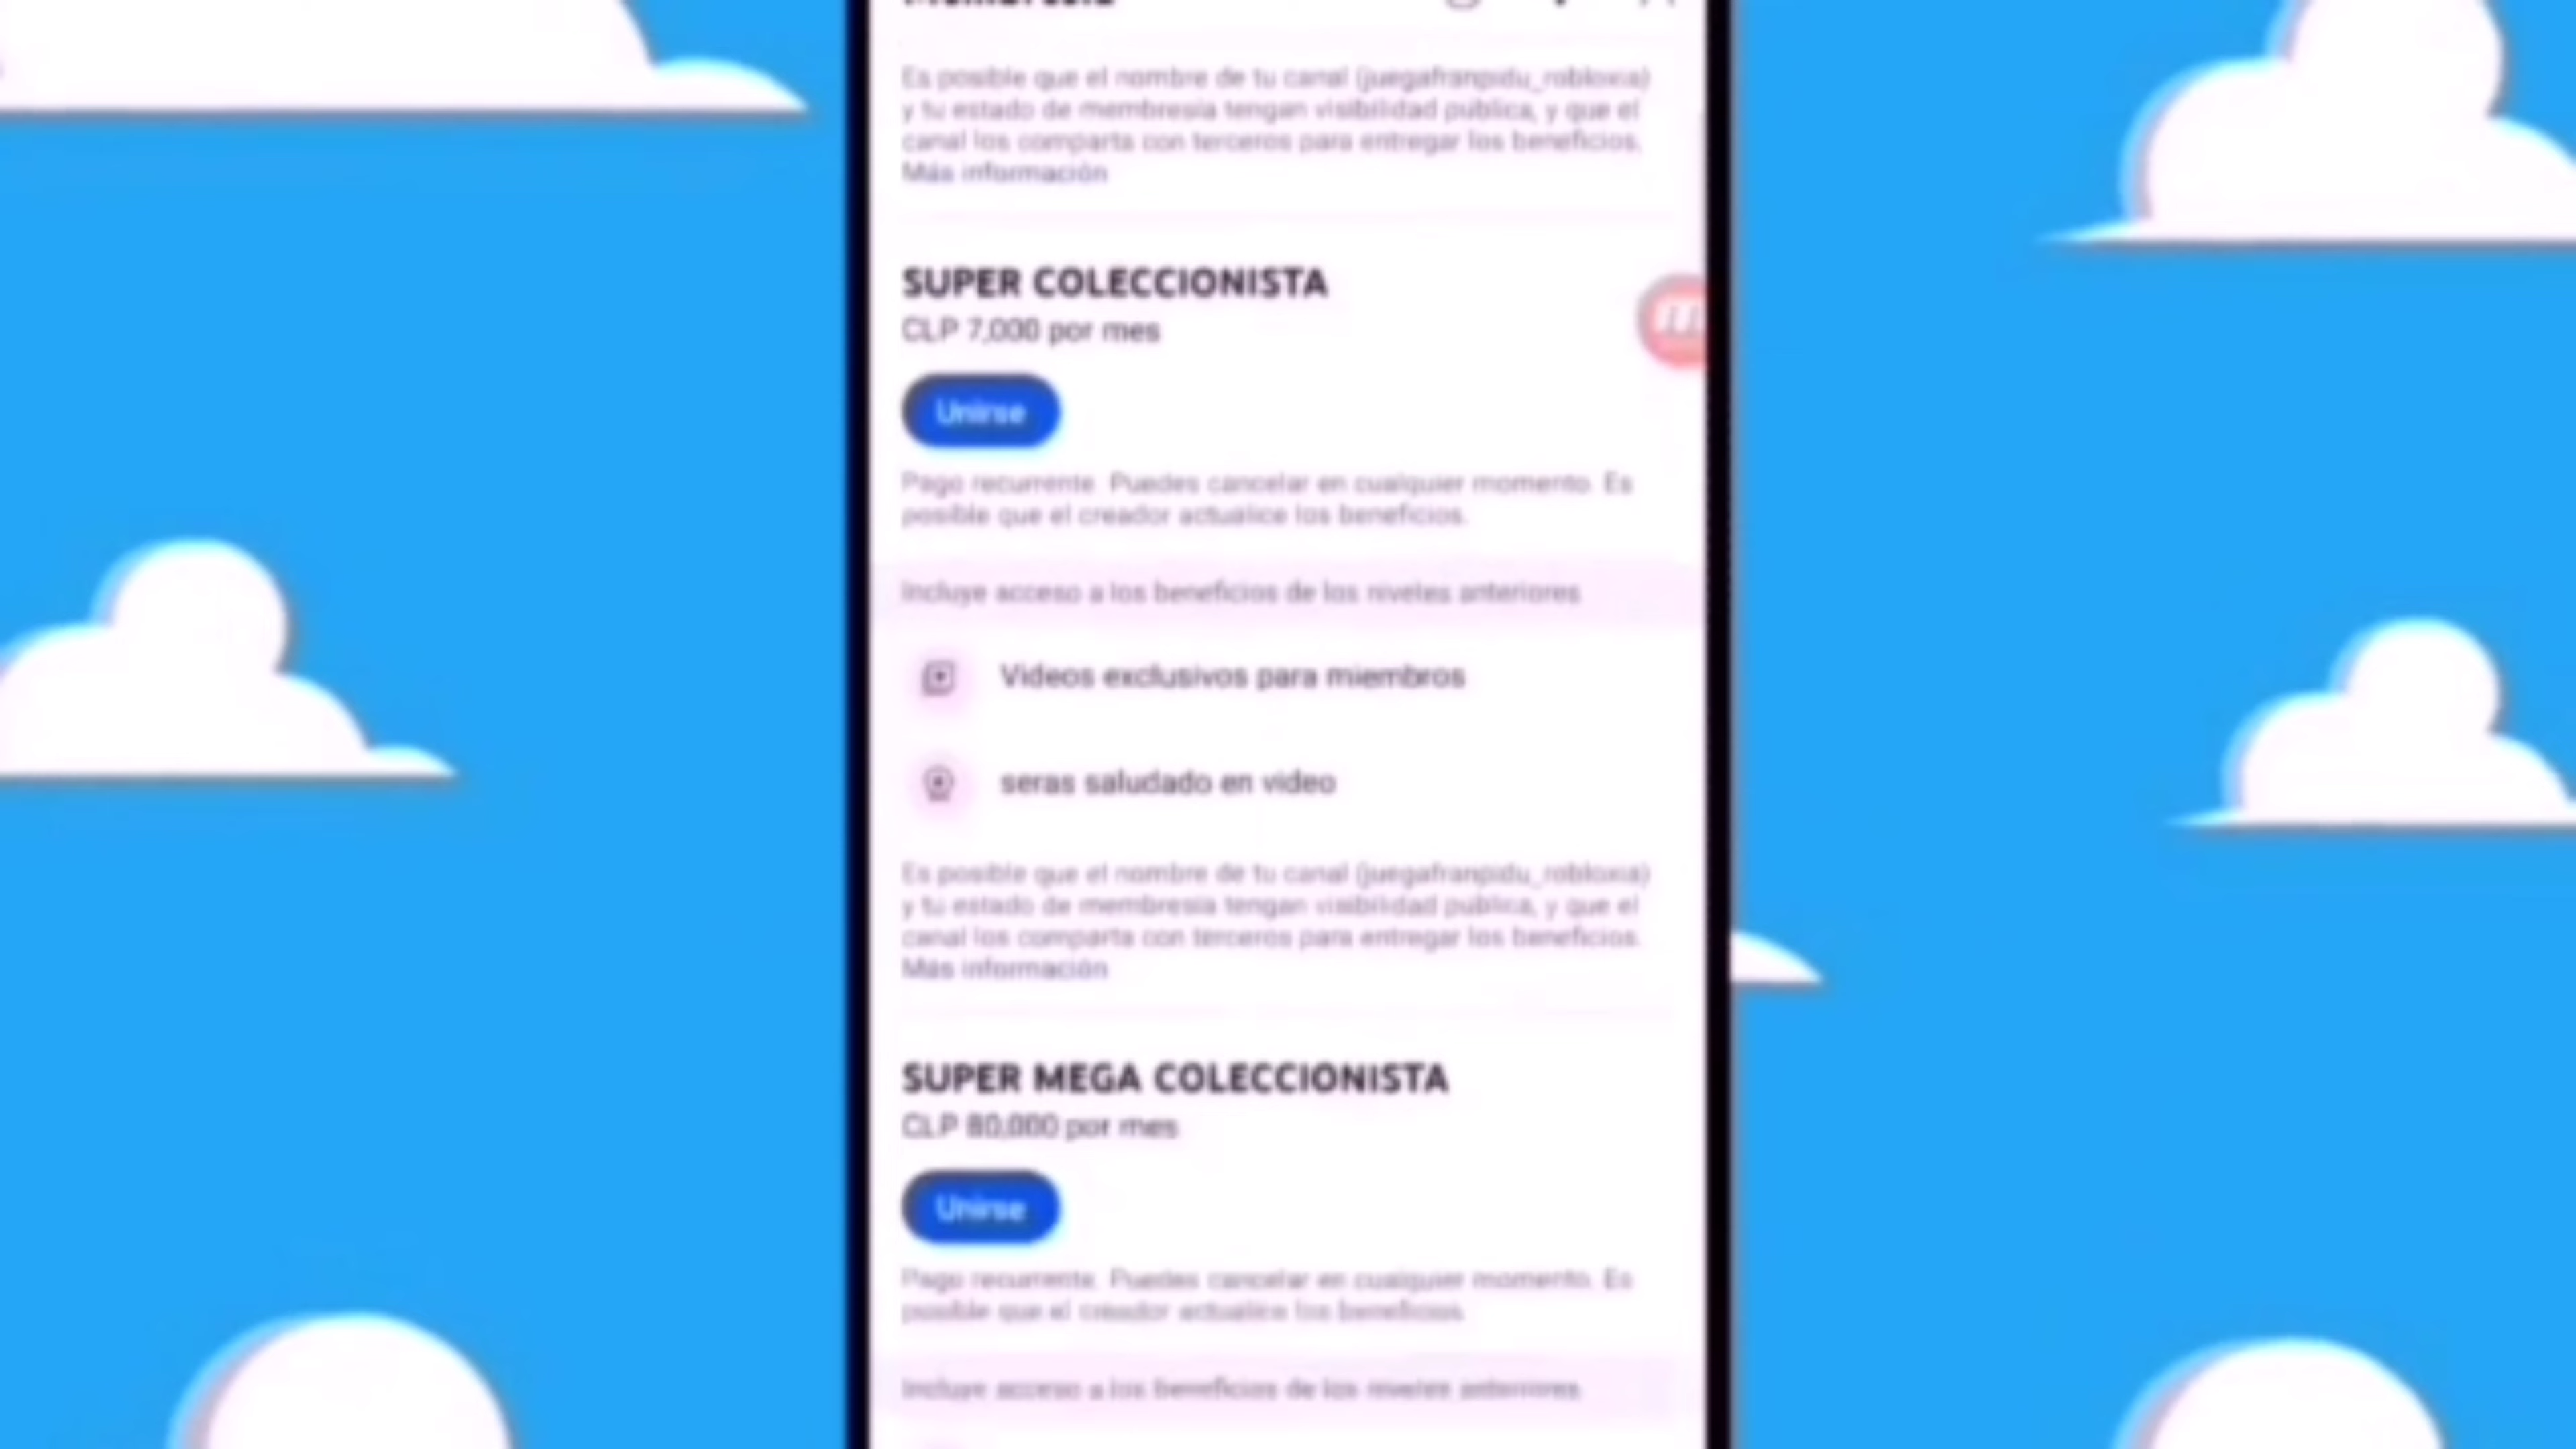 Es posible que el nombre de tu canal (juegafranpidu_robloxia)
y tu estado de membresía tengan visibilidad pública, y que el
canal los comparta con terceros para entregar los beneficios.
Más información
SUPER COLECCIONISTA
CLP 7,000 por mes
Unirse
Pago recurrente. Puedes cancelar en cualquier momento. Es
posible que el creador actualice los beneficios.
Incluye acceso a los beneficios de los niveles anteriores
Videos exclusivos para miembros
seras saludado en video
Es posible que el nombre de tu canal (juegafranpidu_robloxia)
y tu estado de membresía tengan visibilidad pública, y que el
canal los comparta con terceros para entregar los beneficios.
Más información
SUPER MEGA COLECCIONISTA
CLP 80,000 por mes
Unirse
Pago recurrente. Puedes cancelar en cualquier momento. Es
posible que el creador actualice los beneficios.
Incluye acceso a los beneficios de los niveles anteriores